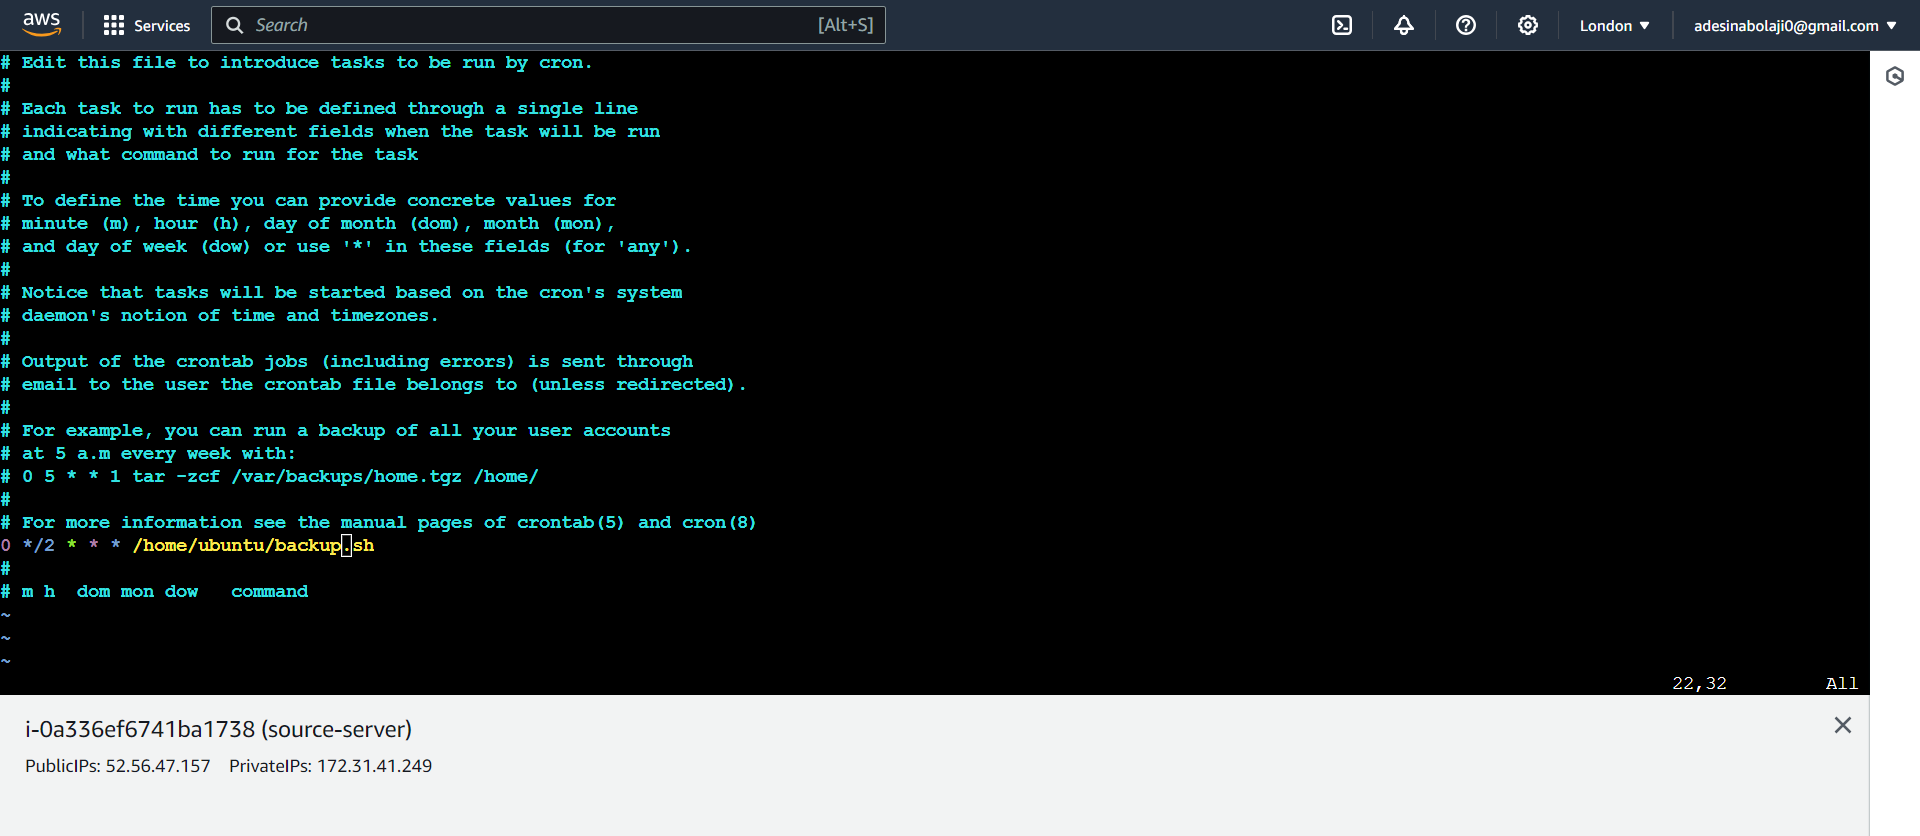 aws Services Search [Alt+S] London adesinabolaji0@gmail.com
# Edit this file to introduce tasks to be run by cron.
#
# Each task to run has to be defined through a single line
# indicating with different fields when the task will be run
# and what command to run for the task
#
# To define the time you can provide concrete values for
# minute (m), hour (h), day of month (dom), month (mon),
# and day of week (dow) or use '*' in these fields (for 'any').
#
# Notice that tasks will be started based on the cron's system
# daemon's notion of time and timezones.
#
# Output of the crontab jobs (including errors) is sent through
# email to the user the crontab file belongs to (unless redirected).
#
# For example, you can run a backup of all your user accounts
# at 5 a.m every week with:
# 0 5 * * 1 tar -zcf /var/backups/home.tgz /home/
#
# For more information see the manual pages of crontab(5) and cron(8)
0 */2 * * * /home/ubuntu/backup.sh
#
# m h  dom mon dow   command
~
~
~
22,32 All
i-0a336ef6741ba1738 (source-server)
PublicIPs: 52.56.47.157 PrivateIPs: 172.31.41.249